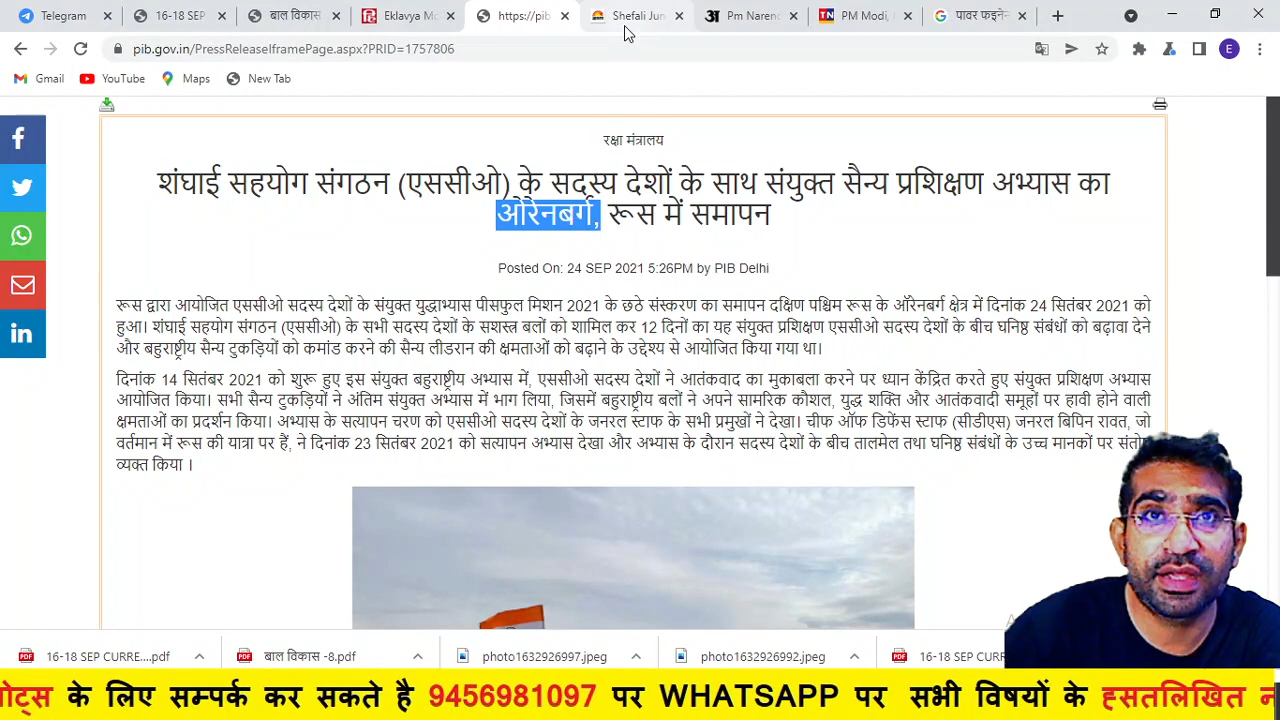 Telegram
16-18 SEP
बाल विकास
Eklavya Mo
https://pib
Shefali Jun
Pm Naren
PM Modi,
पावर फइनेन
pib.gov.in/PressReleaseIframePage.aspx?PRID=1757806
E
Gmail
YouTube
Maps
New Tab
रक्षा मंत्रालय
शंघाई सहयोग संगठन (एससीओ) के सदस्य देशों के साथ संयुक्त सैन्य प्रशिक्षण अभ्यास का
ओरेनबर्ग, रूस में समापन
Posted On: 24 SEP 2021 5:26PM by PIB Delhi
रूस द्वारा आयोजित एससीओ सदस्य देशों के संयुक्त युद्धाभ्यास पीसफुल मिशन 2021 के छठे संस्करण का समापन दक्षिण पश्चिम रूस के ऑरेनबर्ग क्षेत्र में दिनांक 24 सितंबर 2021 को
हुआ। शंघाई सहयोग संगठन (एससीओ) के सभी सदस्य देशों के सशस्त्र बलों को शामिल कर 12 दिनों का यह संयुक्त प्रशिक्षण एससीओ सदस्य देशों के बीच घनिष्ठ संबंधों को बढ़ावा देने
और बहुराष्ट्रीय सैन्य टुकड़ियों को कमांड करने की सैन्य लीडरान की क्षमताओं को बढ़ाने के उद्देश्य से आयोजित किया गया था।
दिनांक 14 सितंबर 2021 को शुरू हुए इस संयुक्त बहुराष्ट्रीय अभ्यास में, एससीओ सदस्य देशों ने आतंकवाद का मुकाबला करने पर ध्यान केंद्रित करते हुए संयुक्त प्रशिक्षण अभ्यास
आयोजित किया। सभी सैन्य टुकड़ियों ने अंतिम संयुक्त अभ्यास में भाग लिया, जिसमें बहुराष्ट्रीय बलों ने अपने सामरिक कौशल, युद्ध शक्ति और आतंकवादी समूहों पर हावी होने वाली
क्षमताओं का प्रदर्शन किया। अभ्यास के सत्यापन चरण को एससीओ सदस्य देशों के जनरल स्टाफ के सभी प्रमुखों ने देखा। चीफ ऑफ़ डिफेंस स्टाफ (सीडीएस) जनरल बिपिन रावत, जो
वर्तमान में रूस की यात्रा पर हैं, ने दिनांक 23 सितंबर 2021 को सत्यापन अभ्यास देखा और अभ्यास के दौरान सदस्य देशों के बीच तालमेल तथा घनिष्ठ संबंधों के उच्च मानकों पर संतो
व्यक्त किया ।
16-18 SEP CURRE....pdf
बाल विकास -8.pdf
photo1632926997.jpeg
photo1632926992.jpeg
16-18 SEP CUR
ोट्स के लिए सम्पर्क कर सकते है 9456981097 पर WHATSAPP पर सभी विषयों के ह्सतलिखित न